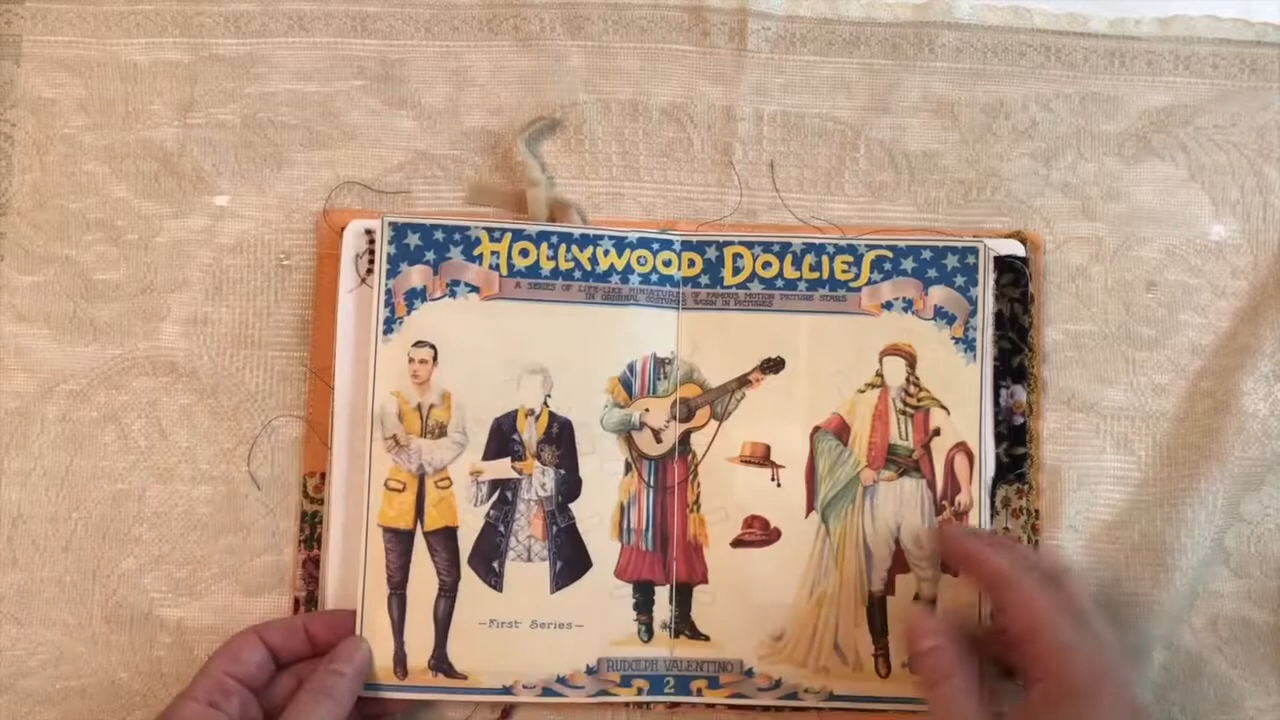 HOLLYWOOD DOLLIES
A SERIES OF LIFE-LIKE MINIATURES OF FAMOUS MOTION PICTURE STARS
IN ORIGINAL COSTUMES WORN IN PICTURES
-First Series-
RUDOLPH VALENTINO
2